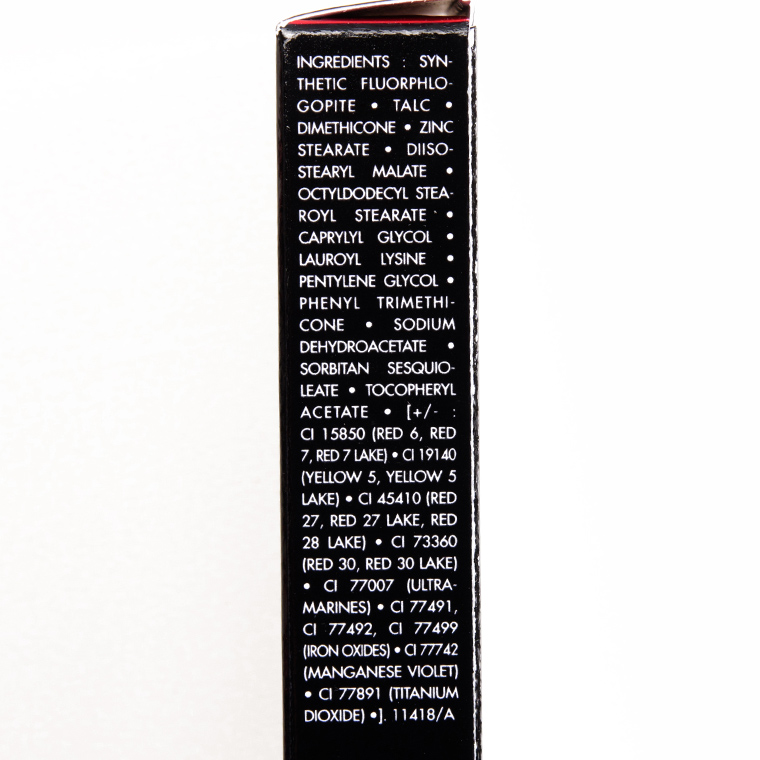 INGREDIENTS : SYN-
THETIC FLUORPHLO-
GOPITE • TALC •
DIMETHICONE • ZINC
STEARATE • DIISO-
STEARYL MALATE •
OCTYLDODECYL STEA-
ROYL STEARATE •
CAPRYLYL GLYCOL •
LAUROYL LYSINE •
PENTYLENE GLYCOL •
PHENYL TRIMETHI-
CONE • SODIUM
DEHYDROACETATE •
SORBITAN SESQUIO-
LEATE • TOCOPHERYL
ACETATE • [+/- :
CI 15850 (RED 6, RED
7, RED 7 LAKE) • CI 19140
(YELLOW 5, YELLOW 5
LAKE) • CI 45410 (RED
27, RED 27 LAKE, RED
28 LAKE) • CI 73360
(RED 30, RED 30 LAKE)
• CI 77007 (ULTRA-
MARINES) • CI 77491,
CI 77492, CI 77499
(IRON OXIDES) • CI 77742
(MANGANESE VIOLET)
• CI 77891 (TITANIUM
DIOXIDE) •]. 11418/A